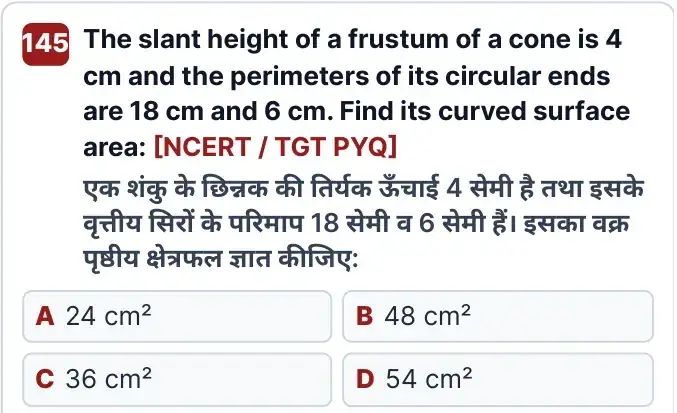 145 The slant height of a frustum of a cone is 4
cm and the perimeters of its circular ends
are 18 cm and 6 cm. Find its curved surface
area: [NCERT / TGT PYQ]
एक शंकु के छिन्नक की तिर्यक ऊँचाई 4 सेमी है तथा इसके
वृत्तीय सिरों के परिमाप 18 सेमी व 6 सेमी हैं। इसका वक्र
पृष्ठीय क्षेत्रफल ज्ञात कीजिए:
A 24 cm² B 48 cm²
C 36 cm² D 54 cm²